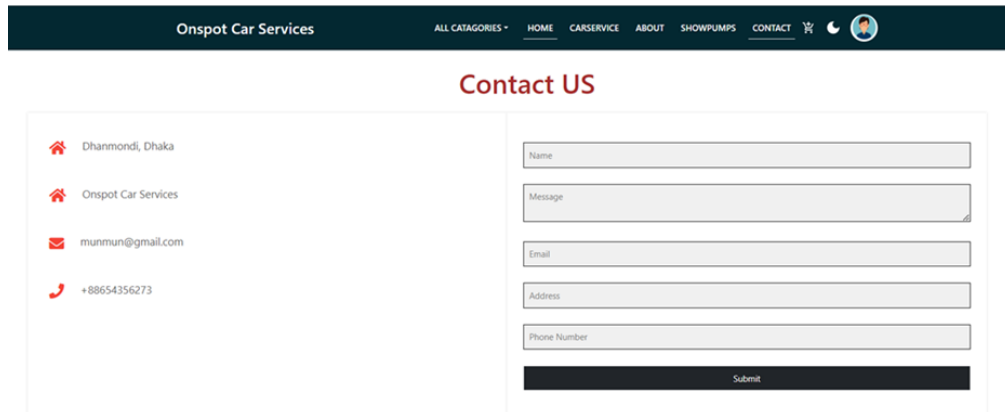 Onspot Car Services
ALL CATAGORIES HOME CARSERVICE ABOUT SHOWPUMPS CONTACT
Contact US
Dhanmondi, Dhaka
Onspot Car Services
munmun@gmail.com
+88654356273
Name
Message
Email
Address
Phone Number
Submit